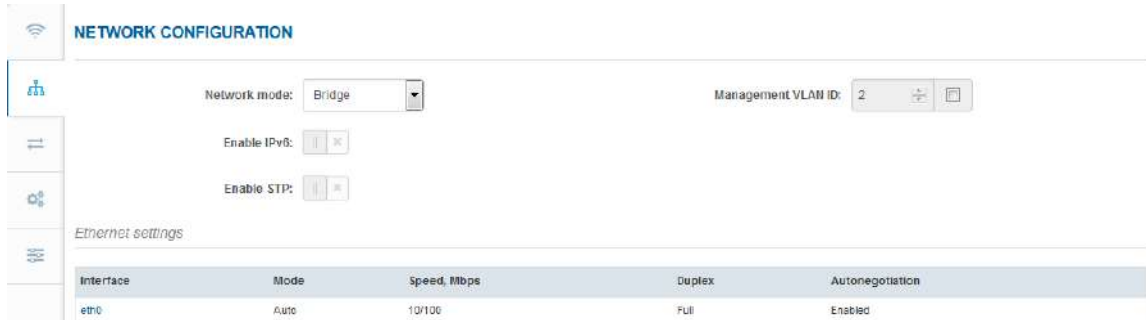 NETWORK CONFIGURATION
Network mode: Bridge
Management VLAN ID: 2
Enable IPv6:
Enable STP:
Ethernet settings
Interface Mode Speed, Mbps Duplex Autonegotiation
eth0 Auto 10/100 Full Enabled